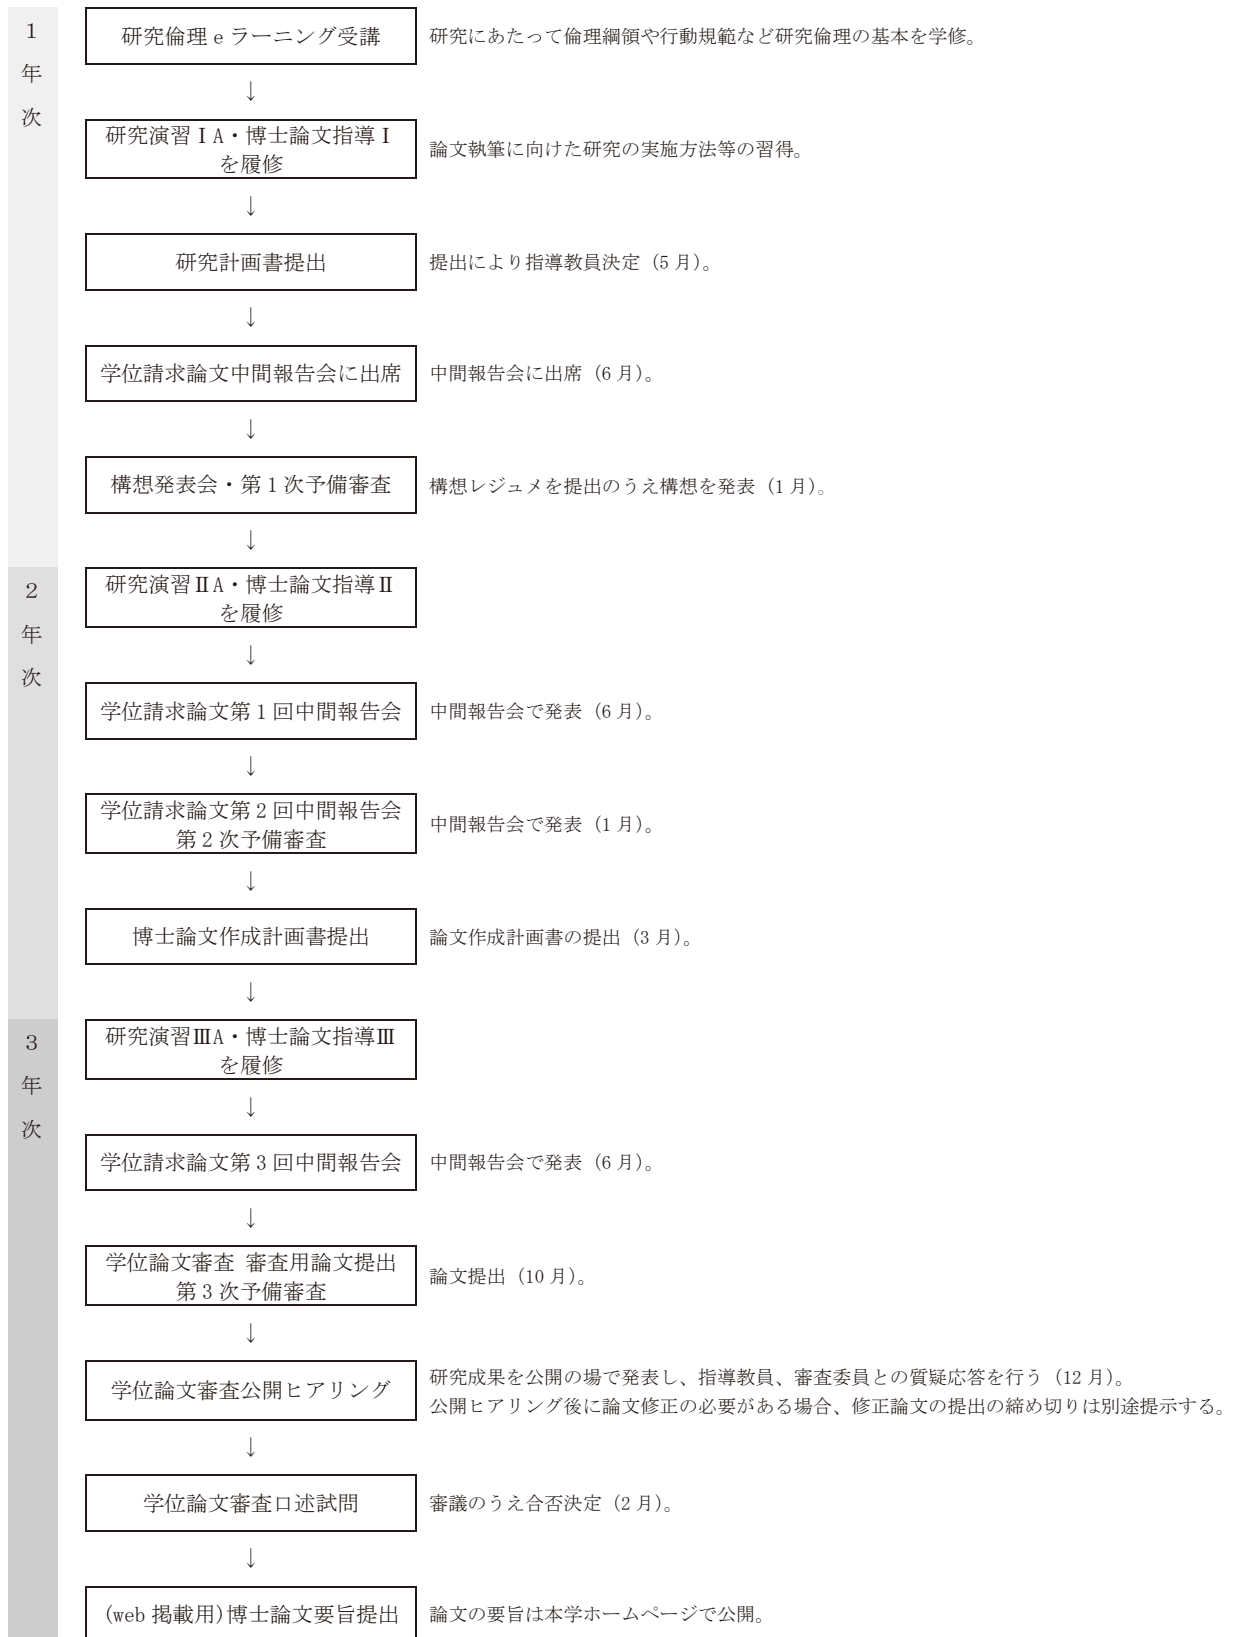 1
年
次
研究倫理 e ラーニング受講
研究にあたって倫理綱領や行動規範など研究倫理の基本を学修。
↓
研究演習ⅠA・博士論文指導Ⅰ
を履修
論文執筆に向けた研究の実施方法等の習得。
↓
研究計画書提出
提出により指導教員決定（5 月）。
↓
学位請求論文中間報告会に出席
中間報告会に出席（6 月）。
↓
構想発表会・第 1 次予備審査
構想レジュメを提出のうえ構想を発表（1 月）。
↓
2
年
次
研究演習ⅡA・博士論文指導Ⅱ
を履修
↓
学位請求論文第 1 回中間報告会
中間報告会で発表（6 月）。
↓
学位請求論文第 2 回中間報告会
第 2 次予備審査
中間報告会で発表（1 月）。
↓
博士論文作成計画書提出
論文作成計画書の提出（3 月）。
↓
3
年
次
研究演習ⅢA・博士論文指導Ⅲ
を履修
↓
学位請求論文第 3 回中間報告会
中間報告会で発表（6 月）。
↓
学位論文審査 審査用論文提出
第 3 次予備審査
論文提出（10 月）。
↓
学位論文審査公開ヒアリング
研究成果を公開の場で発表し、指導教員、審査委員との質疑応答を行う（12 月）。
公開ヒアリング後に論文修正の必要がある場合、修正論文の提出の締め切りは別途提示する。
↓
学位論文審査口述試問
審議のうえ合否決定（2 月）。
↓
(web 掲載用)博士論文要旨提出
論文の要旨は本学ホームページで公開。